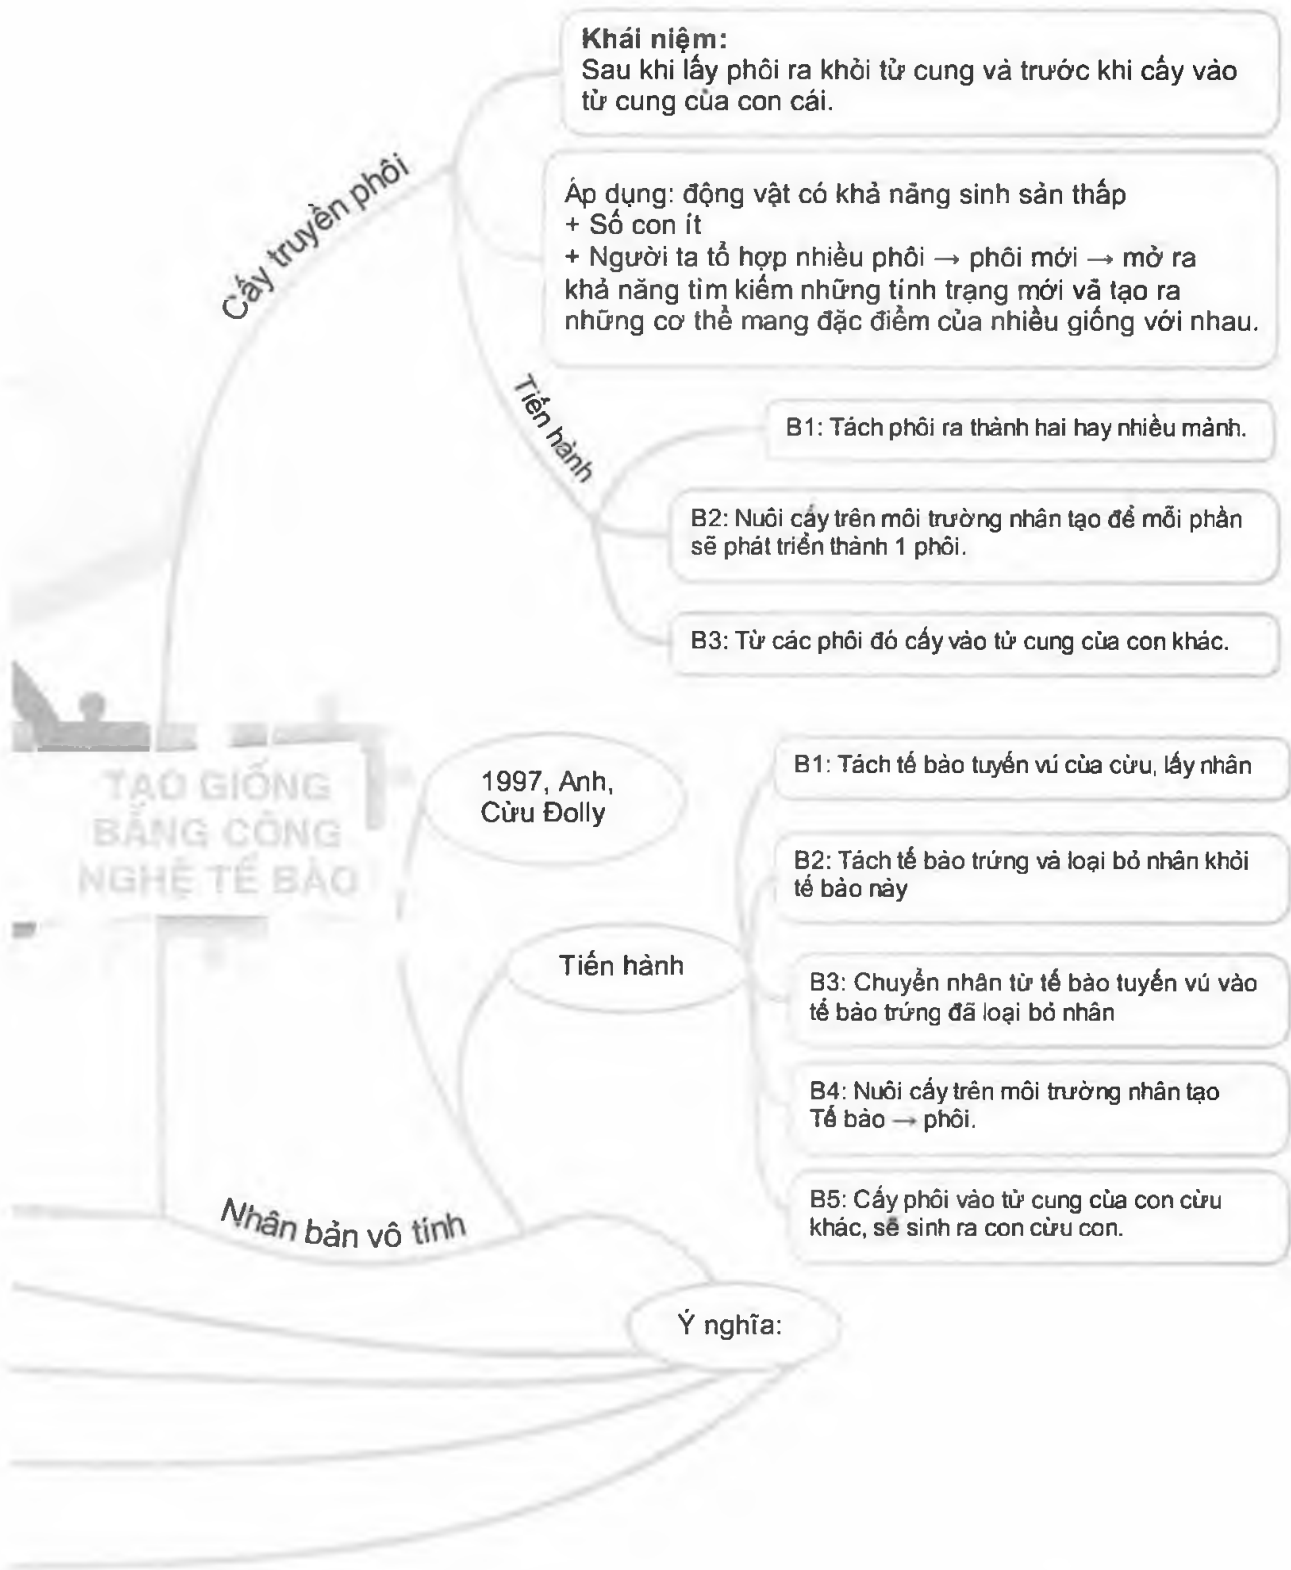 Khái niệm:
Sau khi lấy phôi ra khỏi tử cung và trước khi cấy vào
tử cung của con cái.
Cấy truyền phôi
Áp dụng: động vật có khả năng sinh sản thấp
+ Số con ít
+ Người ta tổ hợp nhiều phôi → phôi mới → mở ra
khả năng tìm kiếm những tính trạng mới và tạo ra
những cơ thể mang đặc điểm của nhiều giống với nhau.
Tiến hành
B1: Tách phôi ra thành hai hay nhiều mảnh.
B2: Nuôi cấy trên môi trường nhân tạo để mỗi phần
sẽ phát triển thành 1 phôi.
B3: Từ các phôi đó cấy vào tử cung của con khác.
TẠO GIỐNG
BẰNG CÔNG
NGHỆ TẾ BÀO
1997, Anh,
Cừu Đolly
Tiến hành
B1: Tách tế bào tuyến vú của cừu, lấy nhân
B2: Tách tế bào trứng và loại bỏ nhân khỏi
tế bào này
B3: Chuyển nhân từ tế bào tuyến vú vào
tế bào trứng đã loại bỏ nhân
B4: Nuôi cấy trên môi trường nhân tạo
Tế bào → phôi.
B5: Cấy phôi vào tử cung của con cừu
khác, sẽ sinh ra con cừu con.
Nhân bản vô tính
Ý nghĩa: